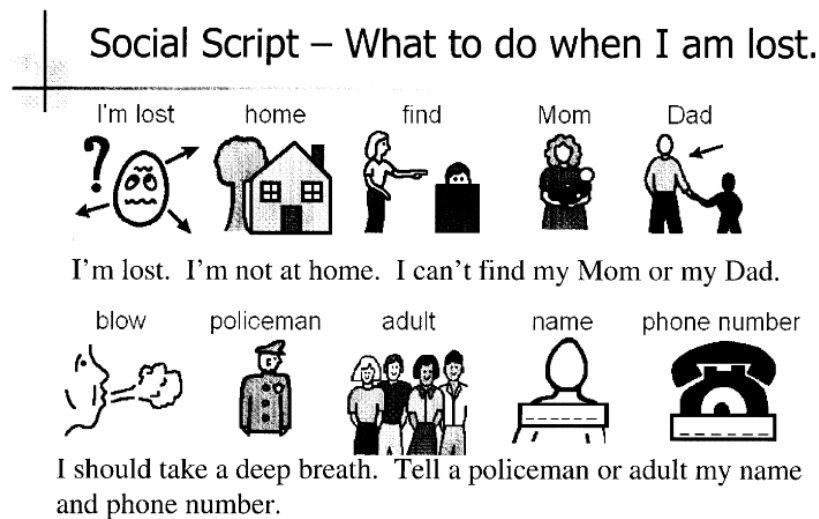 Social Script – What to do when I am lost.
I'm lost home find Mom Dad
I'm lost. I'm not at home. I can't find my Mom or my Dad.
blow policeman adult name phone number
I should take a deep breath. Tell a policeman or adult my name
and phone number.